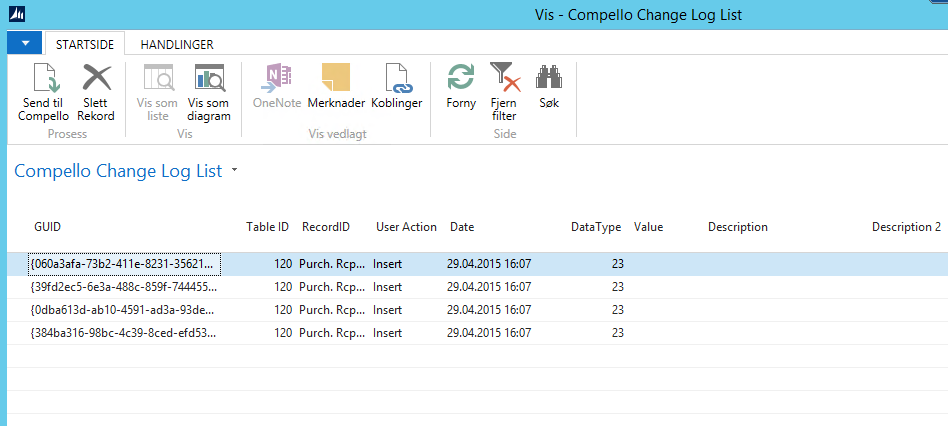 Vis - Compello Change Log List
STARTSIDE HANDLINGER
Send til Compello
Slett Rekord
Vis som liste
Vis som diagram
OneNote
Merknader
Koblinger
Forny
Fjern filter
Søk
Prosess
Vis
Vis vedlagt
Side
Compello Change Log List
GUID Table ID RecordID User Action Date DataType Value Description Description 2
{060a3afa-73b2-411e-8231-35621... 120 Purch. Rcp... Insert 29.04.2015 16:07 23
{39fd2ec5-6e3a-488c-859f-744455... 120 Purch. Rcp... Insert 29.04.2015 16:07 23
{0dba613d-ab10-4591-ad3a-93de... 120 Purch. Rcp... Insert 29.04.2015 16:07 23
{384ba316-98bc-4c39-8ced-efd53... 120 Purch. Rcp... Insert 29.04.2015 16:07 23